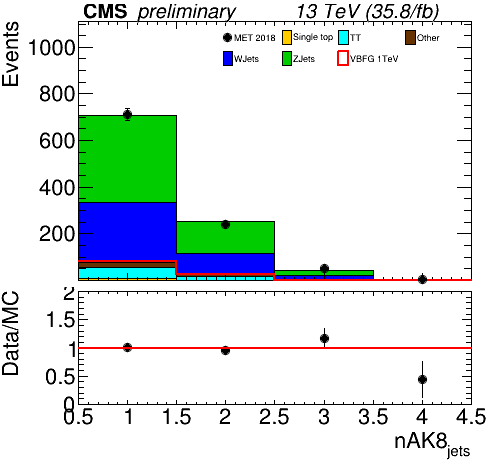 CMS preliminary 13 TeV (35.8/fb)
MET 2018 Single top TT Other
WJets ZJets VBFG 1TeV
Events
1000
800
600
400
200
Data/MC
2
1.5
1
0.5
0
0.5 1 1.5 2 2.5 3 3.5 4 4.5
nAK8jets